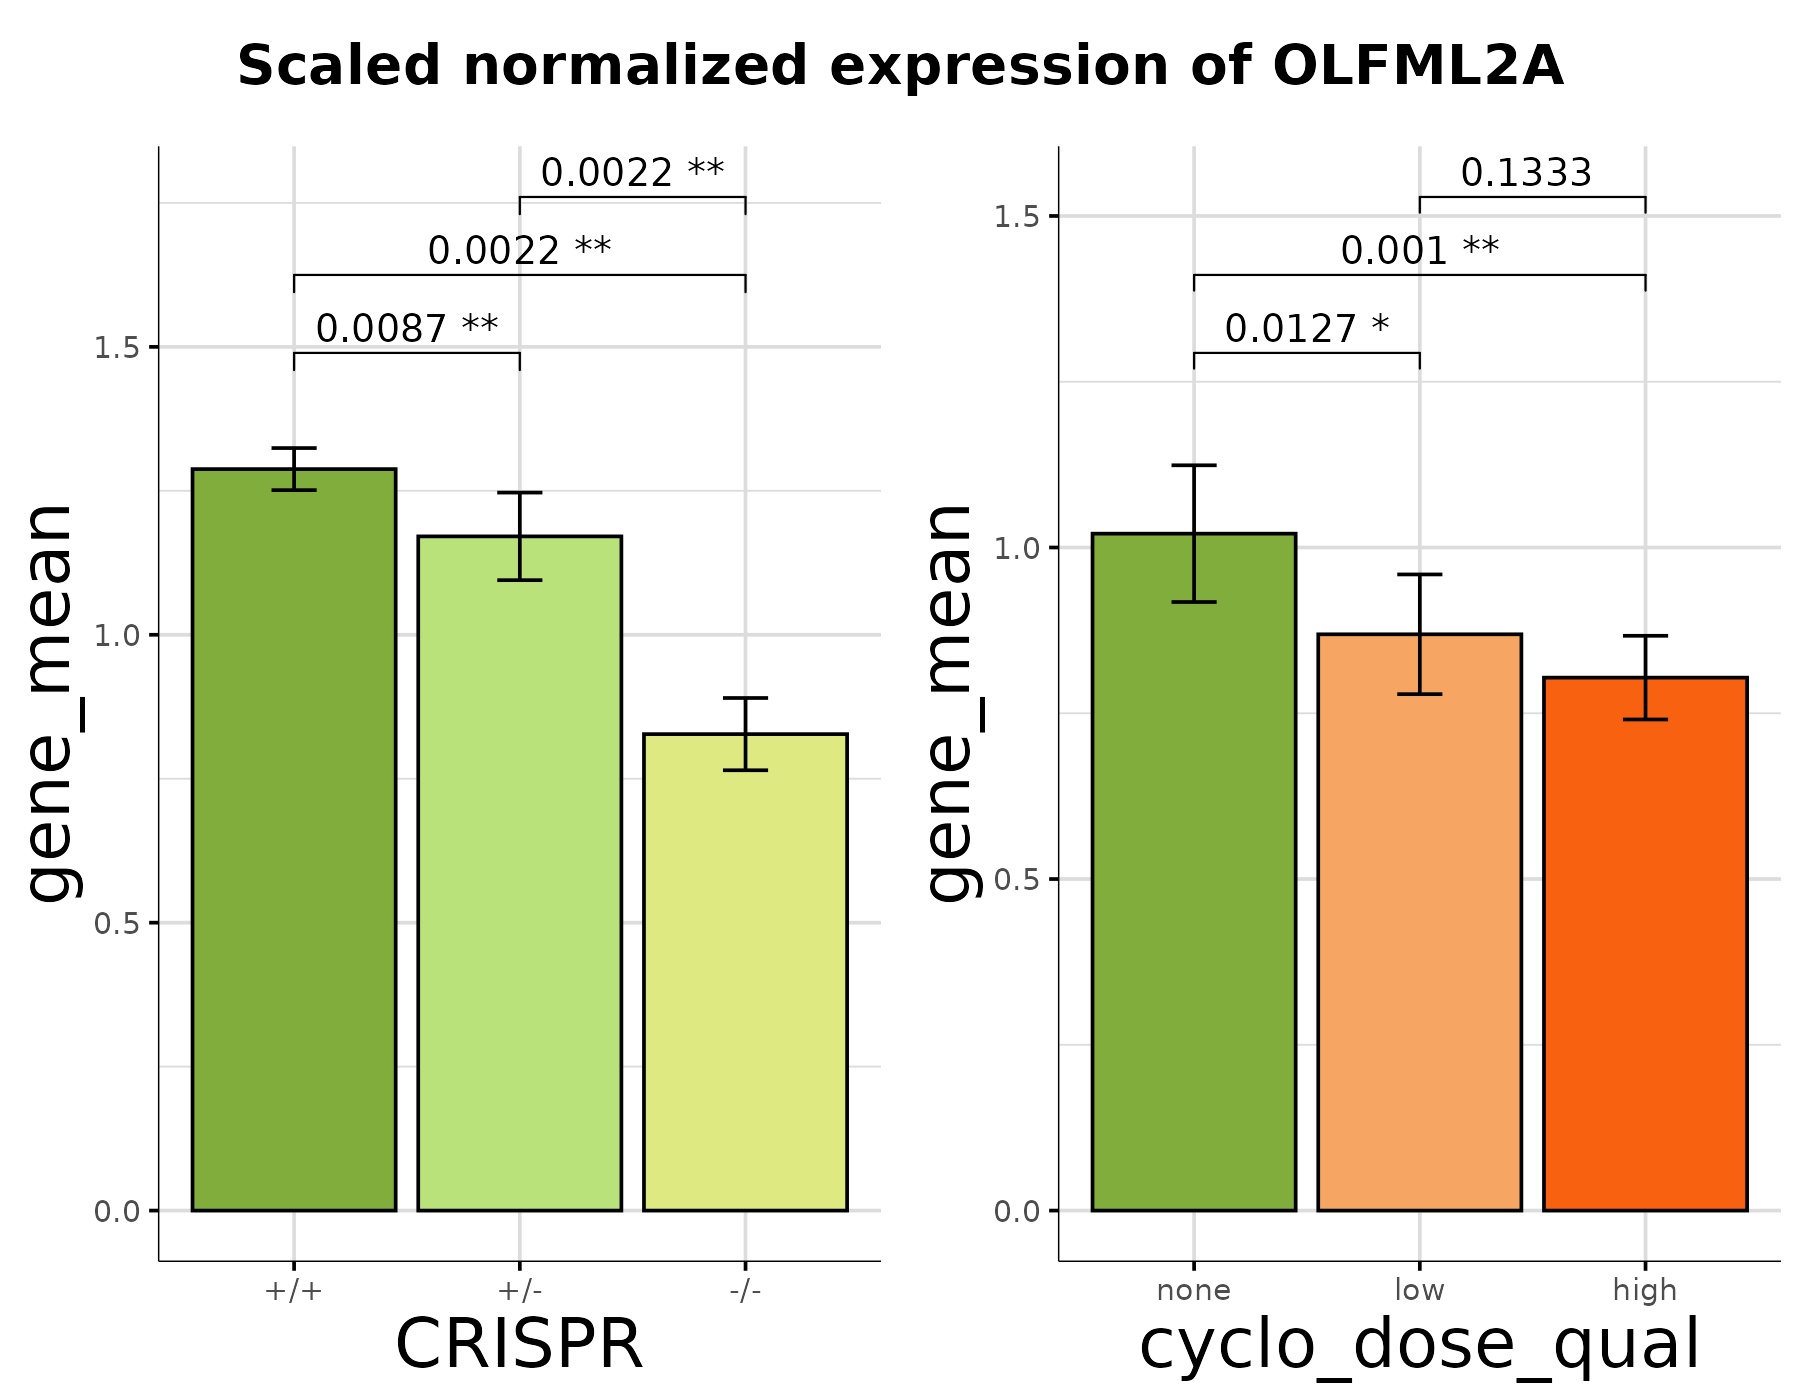 Scaled normalized expression of OLFML2A
0.0022 **
0.0022 **
0.0087 **
1.5
1.0
0.5
0.0
gene_mean
+/+
+/-
-/-
CRISPR
0.1333
0.001 **
0.0127 *
1.5
1.0
0.5
0.0
gene_mean
none
low
high
cyclo_dose_qual